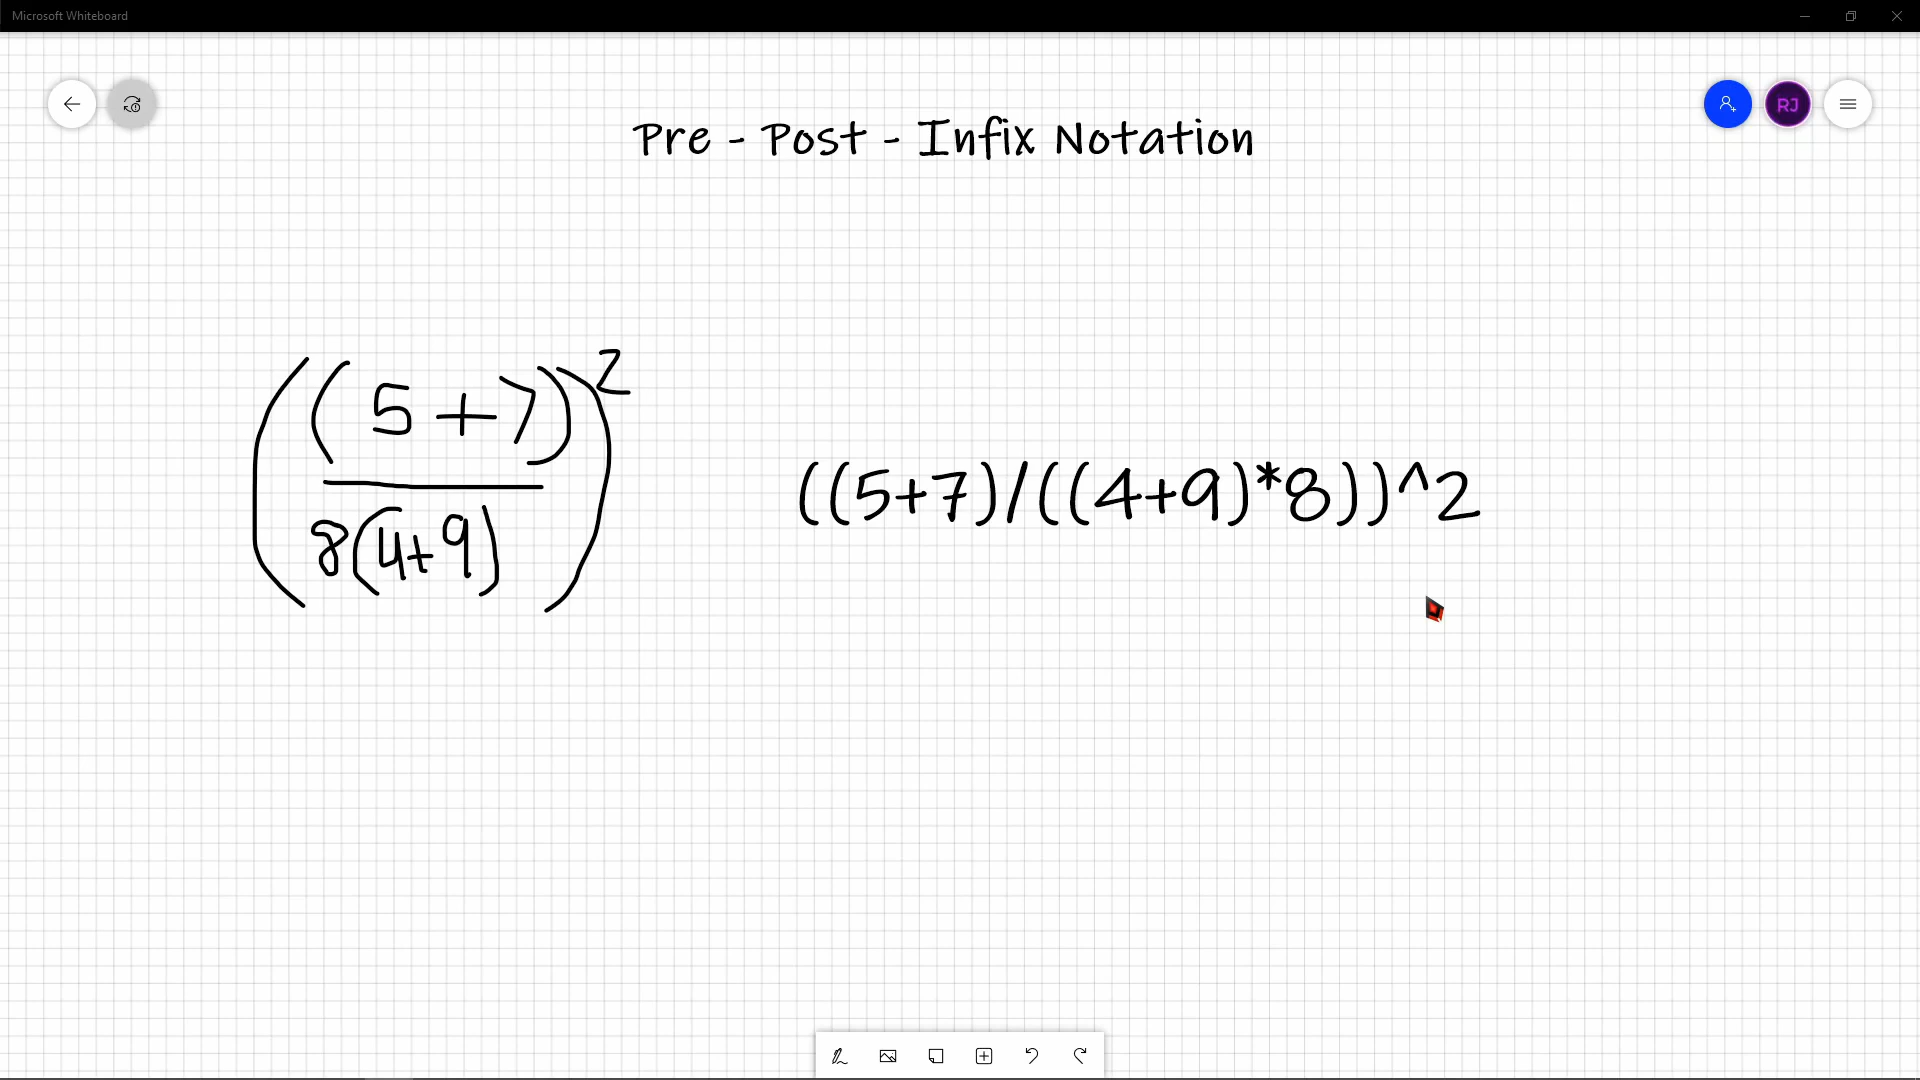 Microsoft Whiteboard
RJ
Pre - Post - Infix Notation
((5+7))²
8(4+9)
((5+7)/((4+9)*8))^2